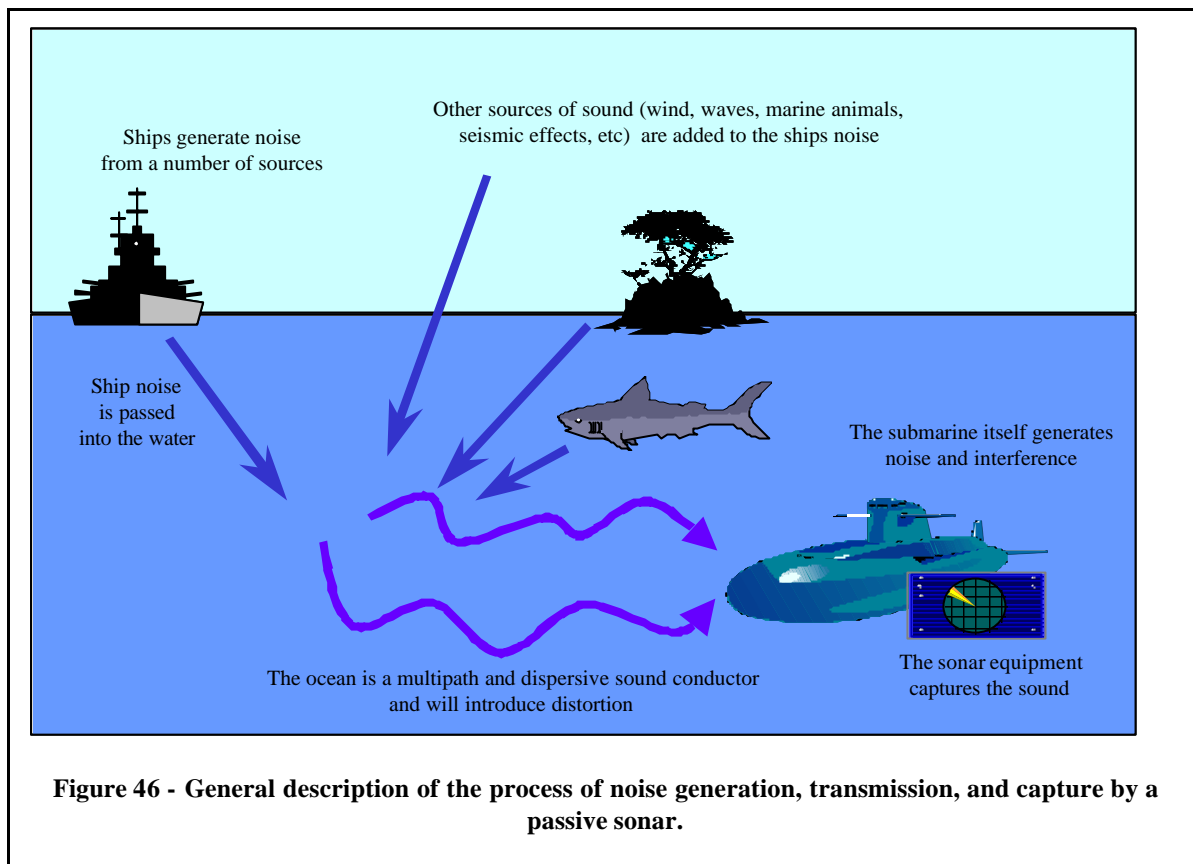 Other sources of sound (wind, waves, marine animals,
seismic effects, etc) are added to the ships noise
Ships generate noise
from a number of sources
Ship noise
is passed
into the water
The submarine itself generates
noise and interference
The sonar equipment
captures the sound
The ocean is a multipath and dispersive sound conductor
and will introduce distortion
Figure 46 - General description of the process of noise generation, transmission, and capture by a
passive sonar.